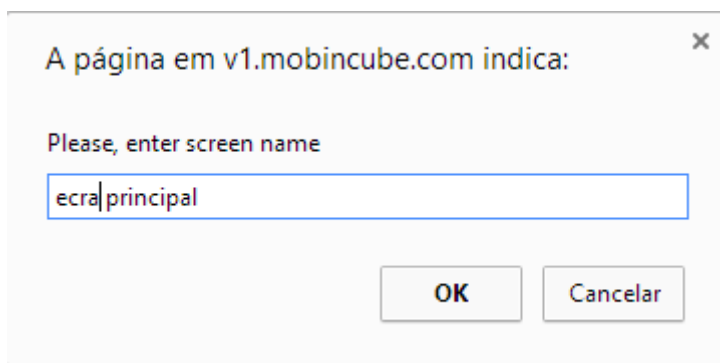 A página em v1.mobincube.com indica:
Please, enter screen name
ecra principal
OK Cancelar